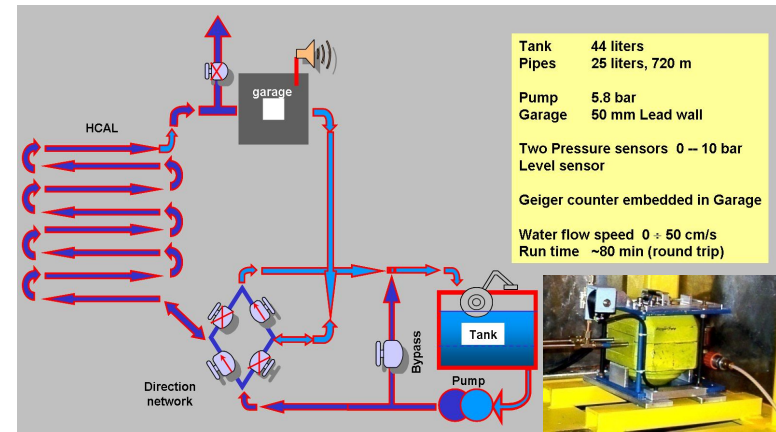 garage
HCAL
Direction
network
Bypass
Tank
Pump
Tank 44 liters
Pipes 25 liters, 720 m
Pump 5.8 bar
Garage 50 mm Lead wall
Two Pressure sensors 0 -- 10 bar
Level sensor
Geiger counter embedded in Garage
Water flow speed 0 ÷ 50 cm/s
Run time ~80 min (round trip)